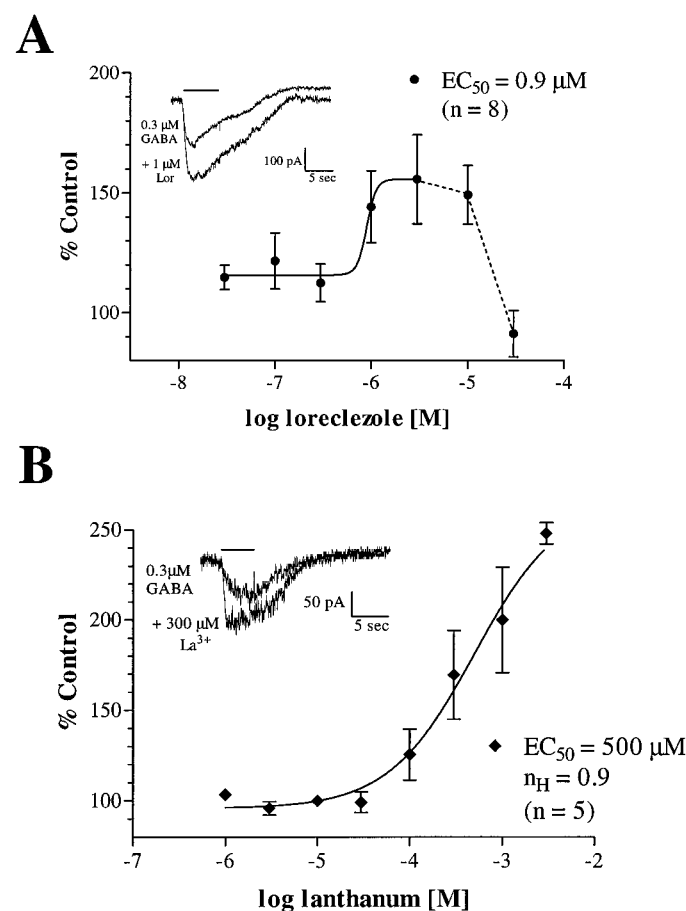 A
200
150
100
% Control
0.3 µM
GABA
+ 1 µM
Lor
100 pA
5 sec
EC50 = 0.9 µM
(n = 8)
-8 -7 -6 -5 -4
log loreclezole [M]
B
250
200
150
100
% Control
0.3µM
GABA
+ 300 µM
La3+
50 pA
5 sec
EC50 = 500 µM
nH = 0.9
(n = 5)
-7 -6 -5 -4 -3 -2
log lanthanum [M]